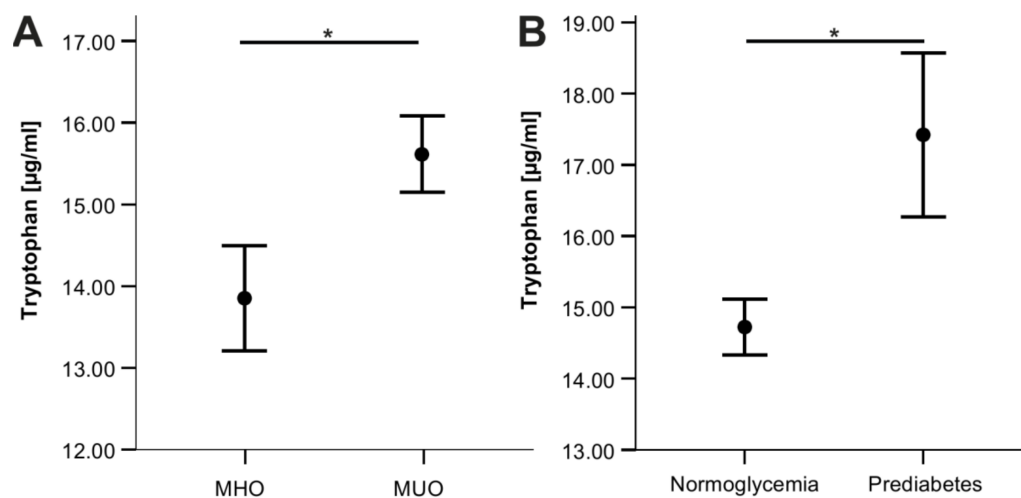 A
*
17.00
16.00
15.00
14.00
13.00
12.00
Tryptophan [µg/ml]
MHO
MUO
B
*
19.00
18.00
17.00
16.00
15.00
14.00
13.00
Tryptophan [µg/ml]
Normoglycemia
Prediabetes